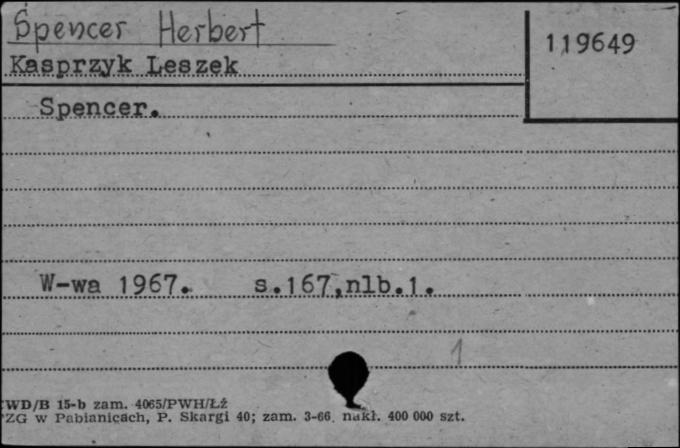 Spencer Herbert
119649
Kasprzyk Leszek
Spencer.
W-wa 1967. s.167,nlb.1.
1
WD/B 15-b zam. 4065/PWH/Łź
ZG w Pabianicach, P. Skargi 40; zam. 3-66. nakł. 400 000 szt.